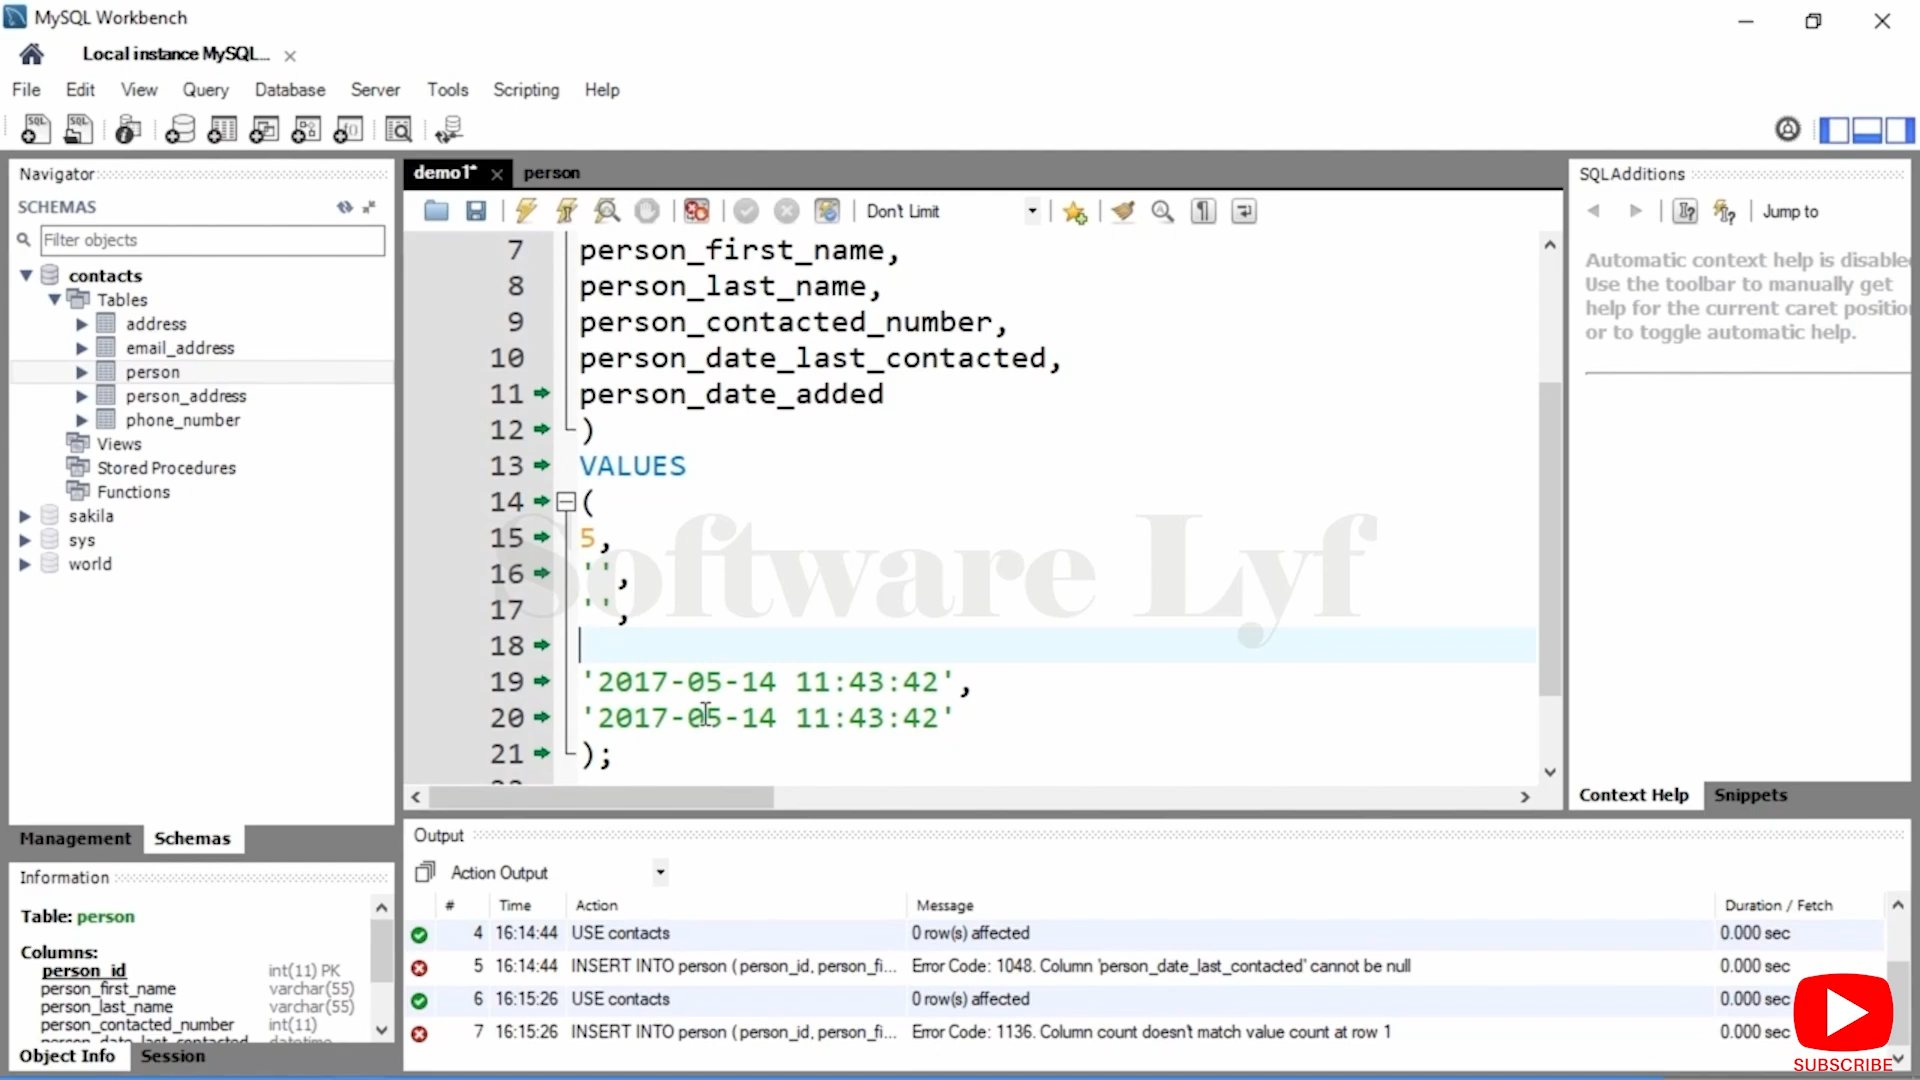 MySQL Workbench
Local instance MySQL...
File Edit View Query Database Server Tools Scripting Help
Navigator
SCHEMAS
Filter objects
contacts
Tables
address
email_address
person
person_address
phone_number
Views
Stored Procedures
Functions
sakila
sys
world
Management Schemas
Information
Table: person
Columns:
person_id int(11) PK
person_first_name varchar(55)
person_last_name varchar(55)
person_contacted_number int(11)
person_date_last_contacted datetime
Object Info Session
demo1* person
Don't Limit
7 person_first_name,
8 person_last_name,
9 person_contacted_number,
10 person_date_last_contacted,
11 person_date_added
12 )
13 VALUES
14 (
15 5,
16 '',
17 '',
18
19 '2017-05-14 11:43:42',
20 '2017-05-14 11:43:42'
21 );
Software Lyf
SQLAdditions
Jump to
Automatic context help is disable
Use the toolbar to manually get
help for the current caret positio
or to toggle automatic help.
Context Help Snippets
Output
Action Output
# Time Action Message Duration / Fetch
4 16:14:44 USE contacts 0 row(s) affected 0.000 sec
5 16:14:44 INSERT INTO person ( person_id, person_fi... Error Code: 1048. Column 'person_date_last_contacted' cannot be null 0.000 sec
6 16:15:26 USE contacts 0 row(s) affected 0.000 sec
7 16:15:26 INSERT INTO person ( person_id, person_fi... Error Code: 1136. Column count doesn't match value count at row 1 0.000 sec
SUBSCRIBE